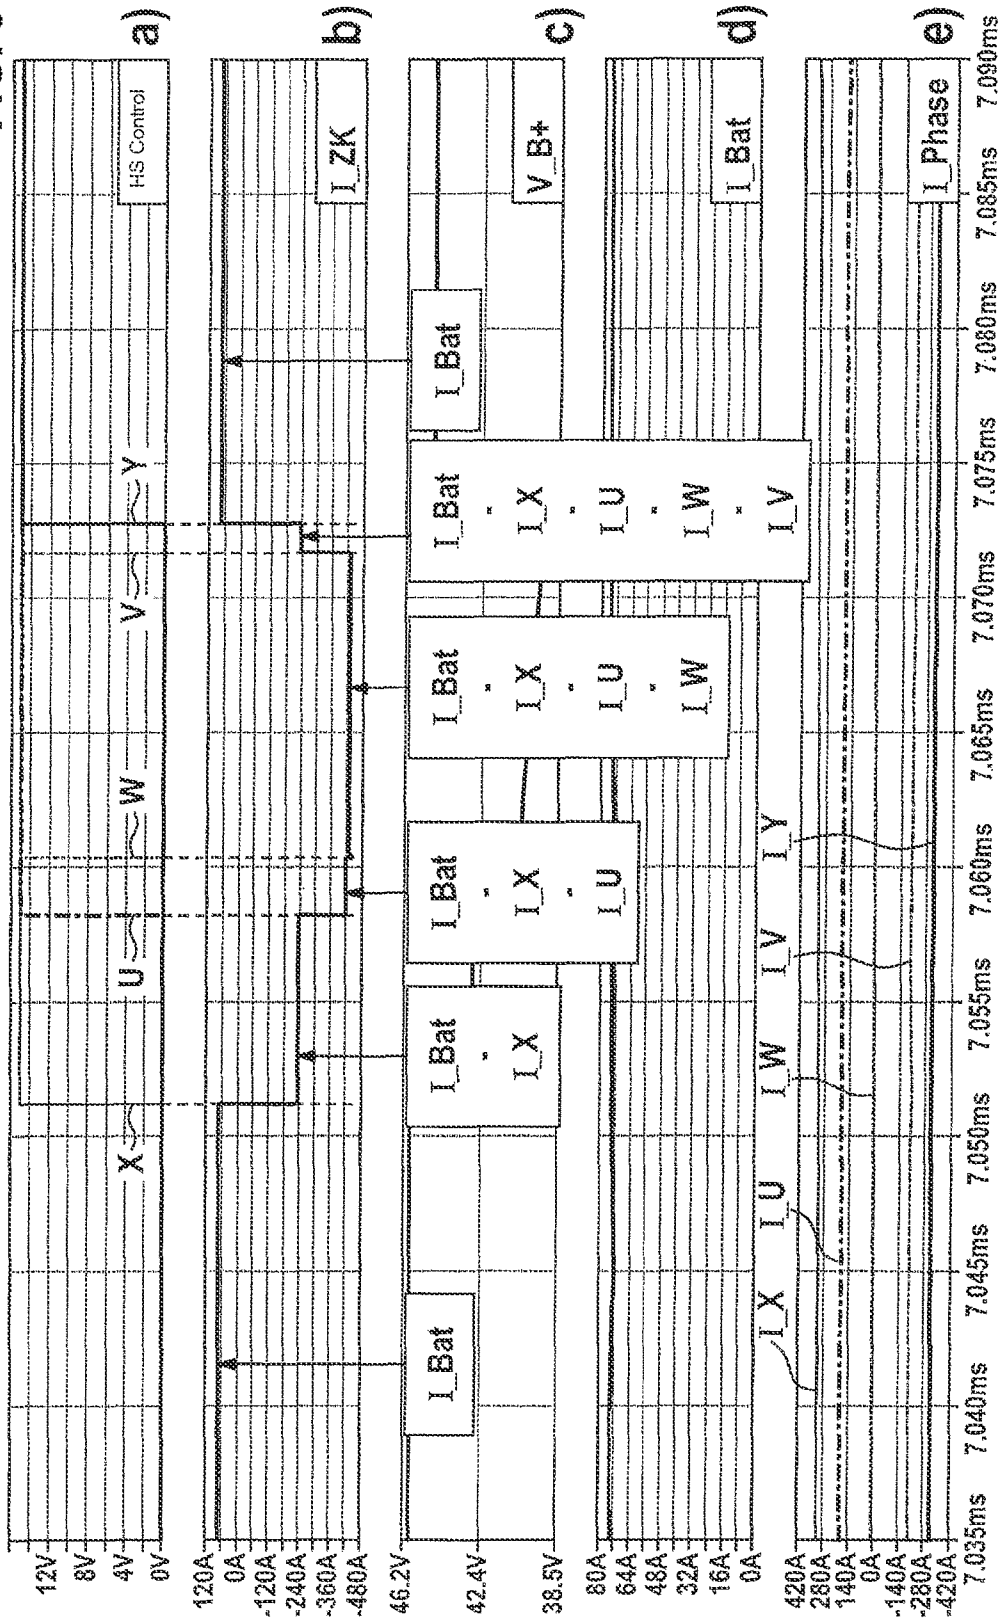 a)
HS Control
12V
8V
4V
0V
X
U
W
V
Y
b)
I_ZK
120A
0A
-120A
-240A
-360A
-480A
c)
V_B+
46.2V
42.4V
38.5V
I_Bat
I_Bat - I_X
I_Bat - I_X - I_U
I_Bat - I_X - I_U - I_W
I_Bat - I_X - I_U - I_W - I_V
I_Bat
d)
I_Bat
80A
64A
48A
32A
16A
0A
e)
I_Phase
420A
280A
140A
0A
-140A
-280A
-420A
I_X
I_U
I_W
I_V
I_Y
7.035ms
7.040ms
7.045ms
7.050ms
7.055ms
7.060ms
7.065ms
7.070ms
7.075ms
7.080ms
7.085ms
7.090ms